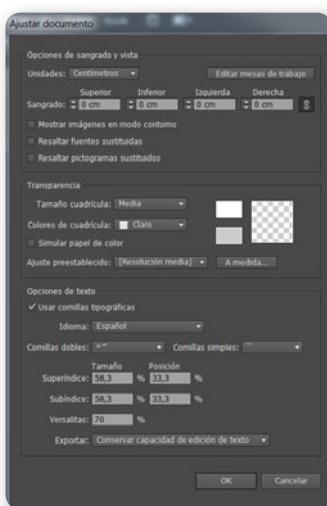 Ajustar documento
Opciones de sangrado y vista
Unidades: Centímetros Editar mesas de trabajo
Superior Inferior Izquierda Derecha
Sangrado: 0 cm 0 cm 0 cm 0 cm
Mostrar imágenes en modo contorno
Resaltar fuentes sustituidas
Resaltar pictogramas sustituidos
Transparencia
Tamaño cuadrícula: Media
Colores de cuadrícula: Claro
Simular papel de color
Ajuste preestablecido: [Resolución media] A medida...
Opciones de texto
Usar comillas tipográficas
Idioma: Español
Comillas dobles: Comillas simples:
Tamaño Posición
Superíndice: 58,3 % 33,3 %
Subíndice: 58,3 % 33,3 %
Versalitas: 70 %
Exportar: Conservar capacidad de edición de texto
OK Cancelar